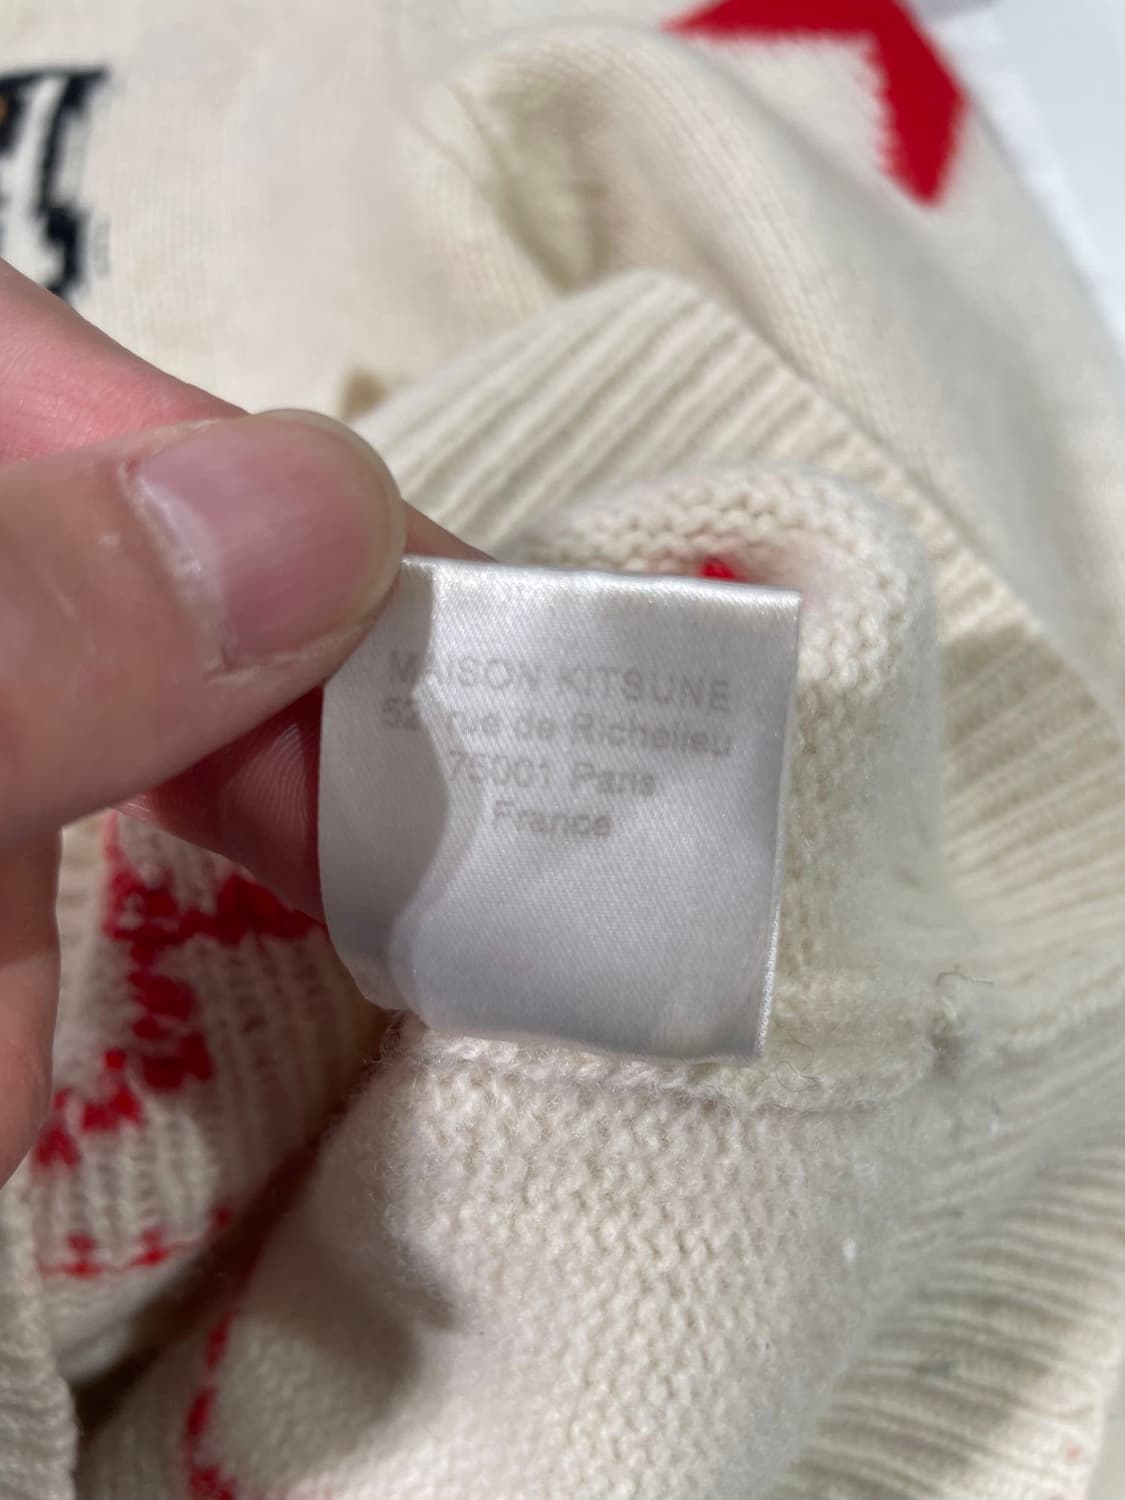 MAISON KITSUNE
52, rue de Richelieu
75001 Paris
France